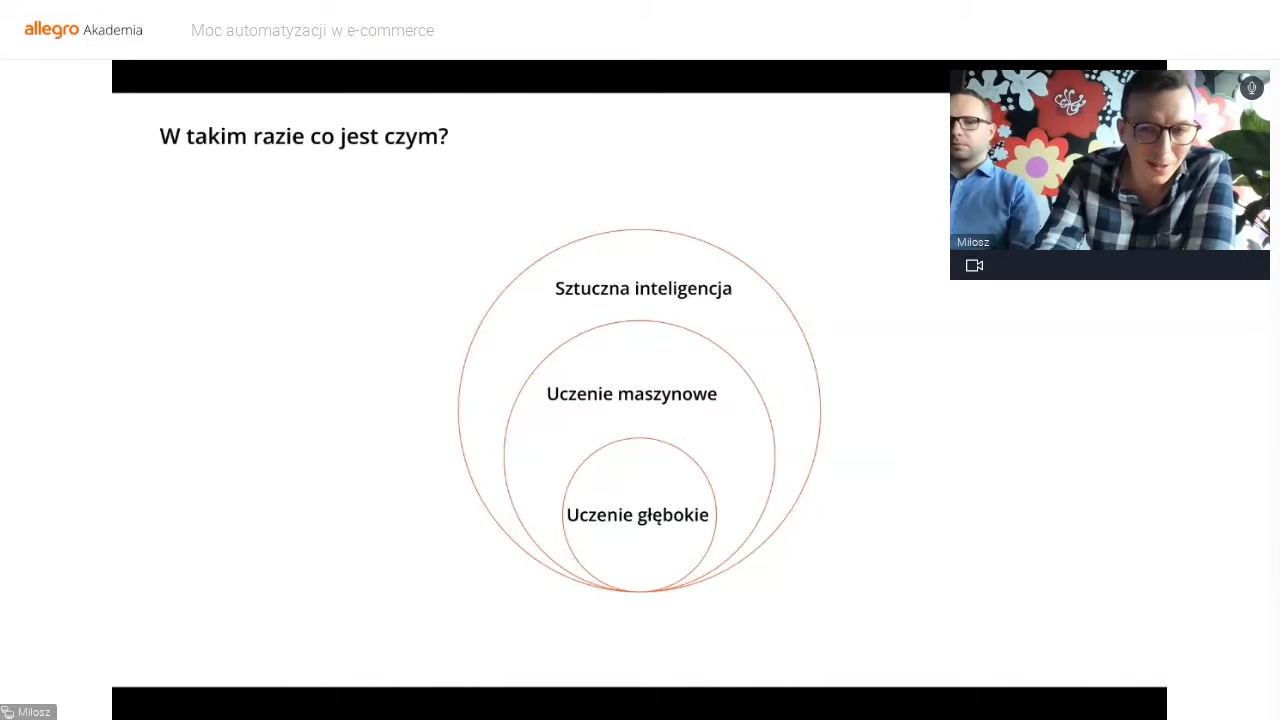 allegro Akademia
Moc automatyzacji w e-commerce
W takim razie co jest czym?
Miłosz
Sztuczna inteligencja
Uczenie maszynowe
Uczenie głębokie
Miłosz